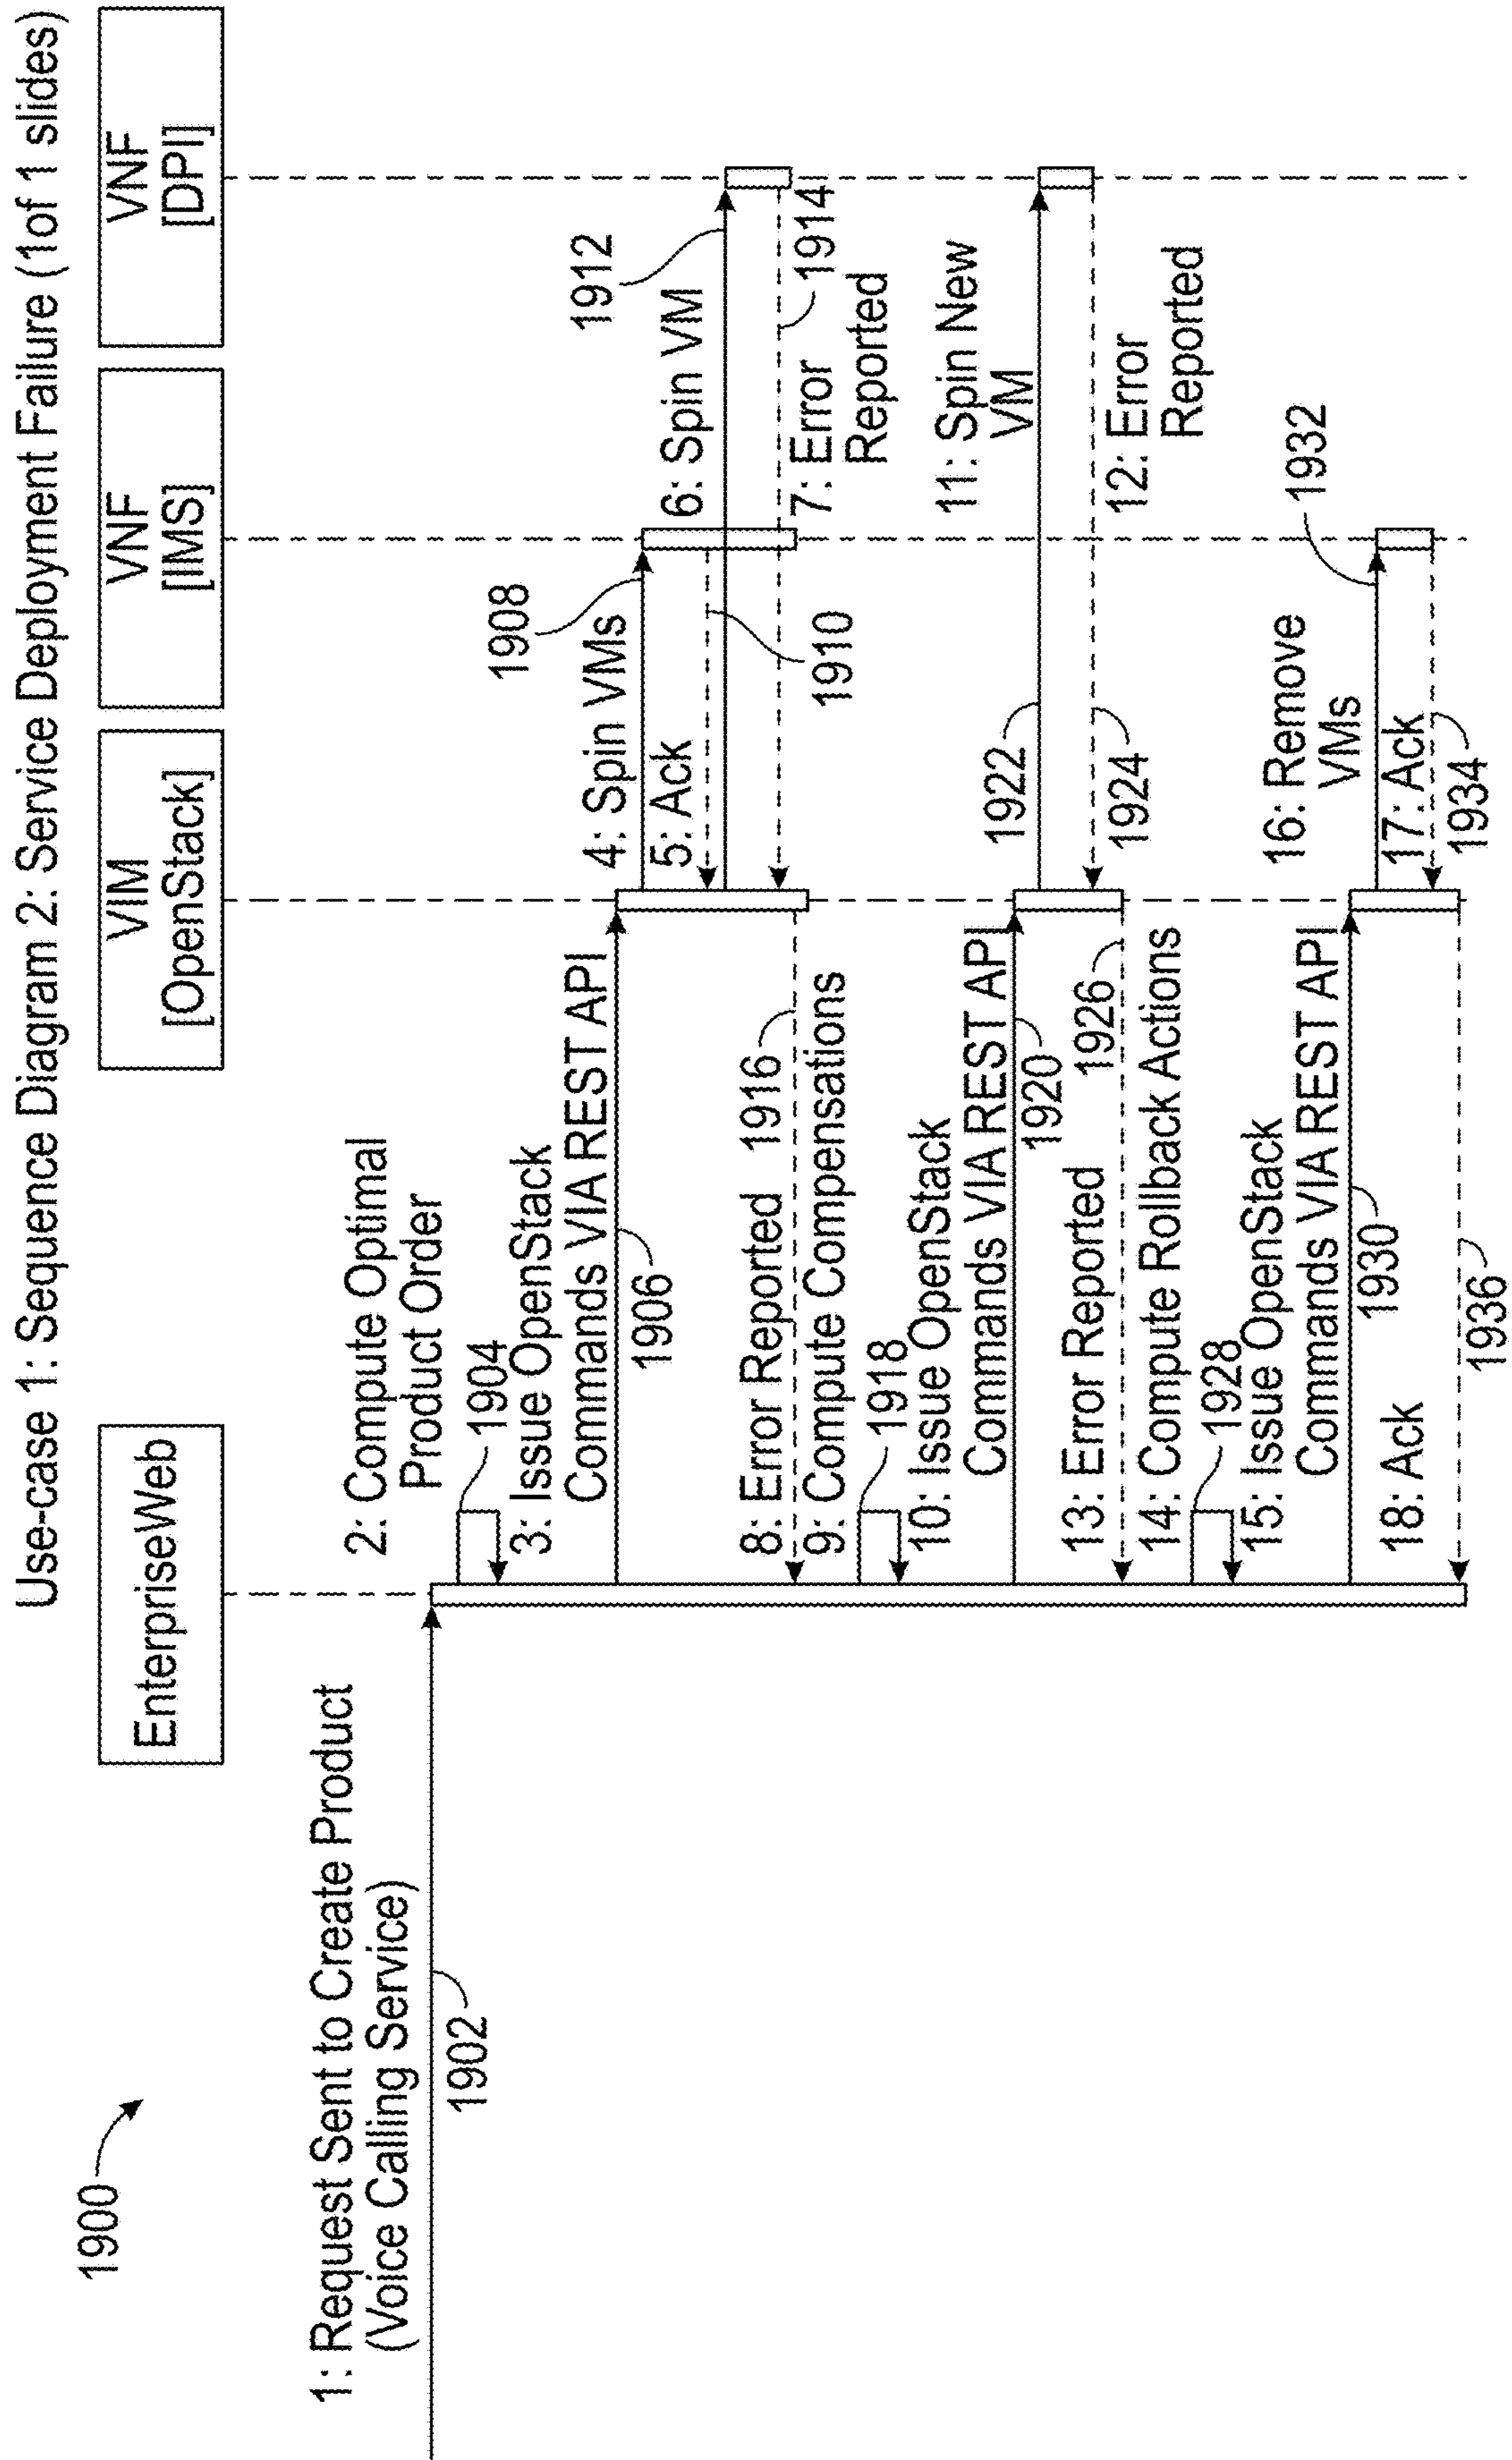 Use-case 1: Sequence Diagram 2: Service Deployment Failure (1of 1 slides)
1900
EnterpriseWeb
VIM
[OpenStack]
VNF
[IMS]
VNF
[DPI]
1: Request Sent to Create Product
(Voice Calling Service)
1902
2: Compute Optimal
Product Order
1904
3: Issue OpenStack
Commands VIA REST API
1906
4: Spin VMs
1908
5: Ack
1910
6: Spin VM
1912
7: Error
Reported
1914
8: Error Reported
1916
9: Compute Compensations
1918
10: Issue OpenStack
Commands VIA REST API
1920
11: Spin New
VM
1922
12: Error
Reported
1924
13: Error Reported
1926
14: Compute Rollback Actions
1928
15: Issue OpenStack
Commands VIA REST API
1930
16: Remove
VMs
1932
17: Ack
1934
18: Ack
1936